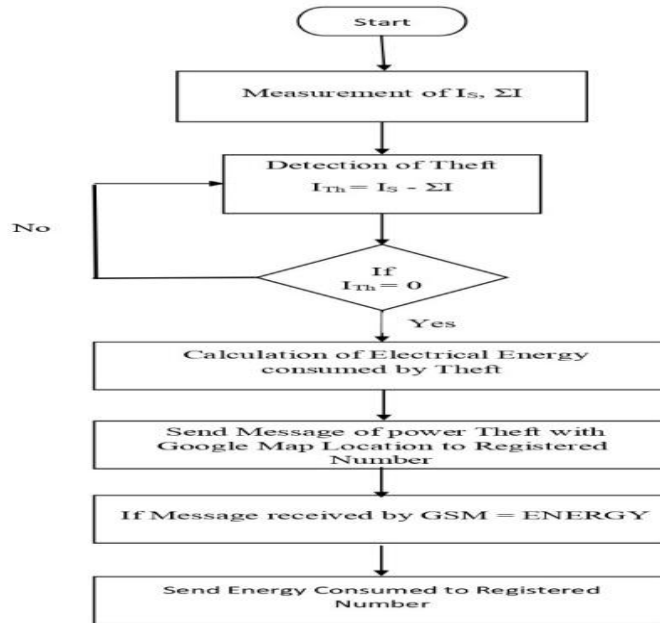 Start
Measurement of IS, ΣI
Detection of Theft
ITh = IS - ΣI
No
If
ITh = 0
Yes
Calculation of Electrical Energy
consumed by Theft
Send Message of power Theft with
Google Map Location to Registered
Number
If Message received by GSM = ENERGY
Send Energy Consumed to Registered
Number